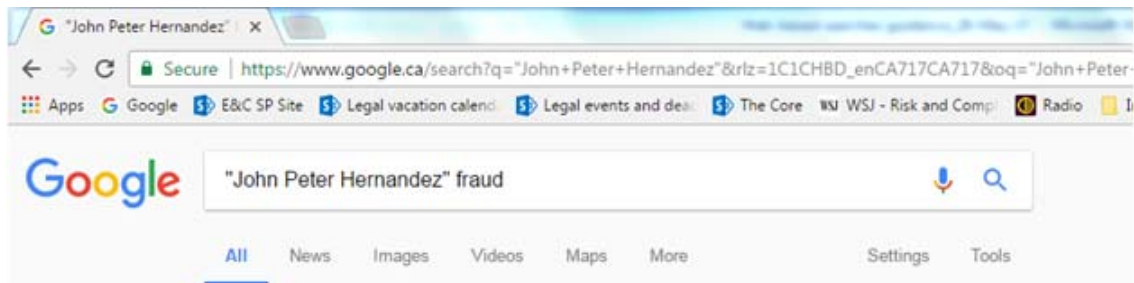 "John Peter Hernandez"
Secure | https://www.google.ca/search?q="John+Peter+Hernandez"&rlz=1C1CHBD_enCA717CA717&oq="John+Peter-
Apps Google E&C SP Site Legal vacation calend Legal events and dea The Core WSJ WSJ - Risk and Compl Radio
Google "John Peter Hernandez" fraud
All News Images Videos Maps More Settings Tools